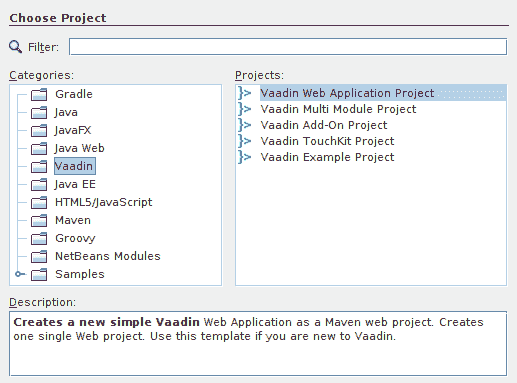 Choose Project
Filter:
Categories:
Gradle
Java
JavaFX
Java Web
Vaadin
Java EE
HTML5/JavaScript
Maven
Groovy
NetBeans Modules
Samples
Projects:
Vaadin Web Application Project
Vaadin Multi Module Project
Vaadin Add-On Project
Vaadin TouchKit Project
Vaadin Example Project
Description:
Creates a new simple Vaadin Web Application as a Maven web project. Creates
one single Web project. Use this template if you are new to Vaadin.